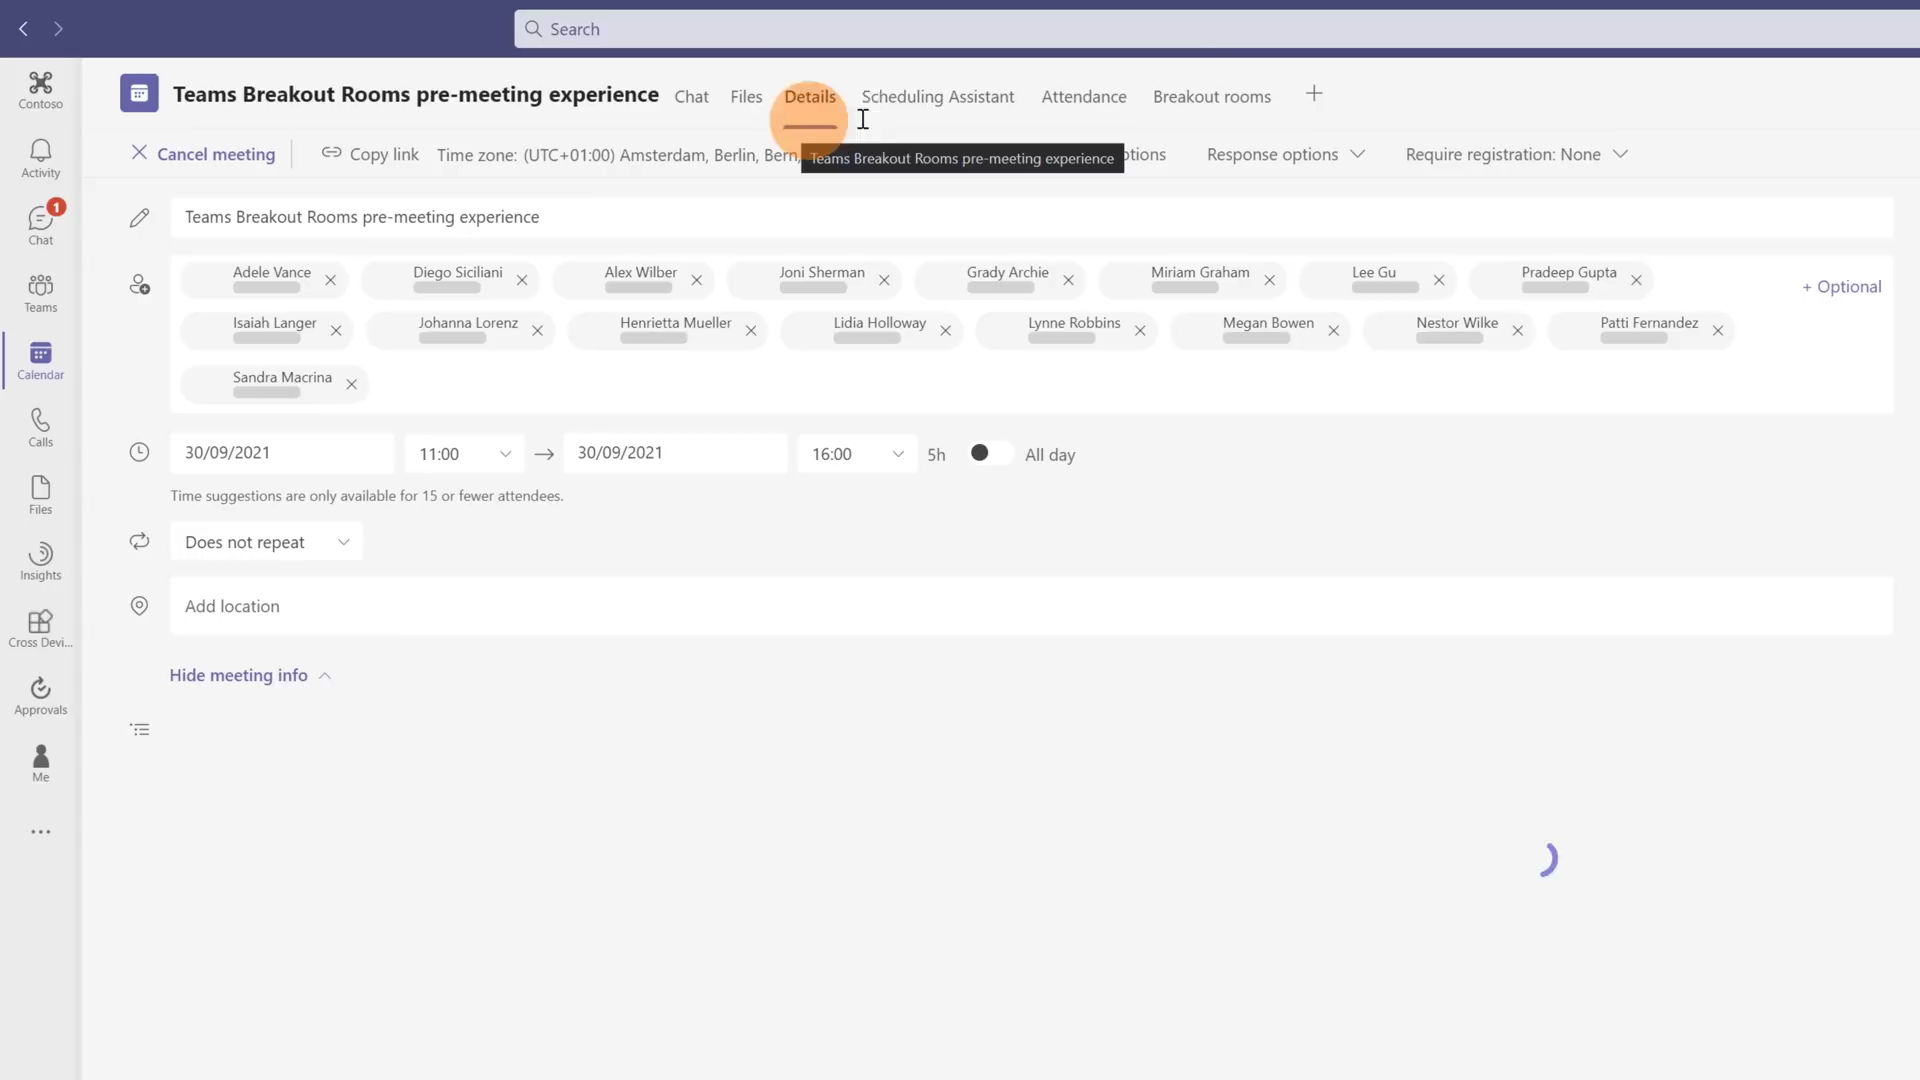 Search
Contoso
Activity
1
Chat
Teams
Calendar
Calls
Files
Insights
Cross Devi...
Approvals
Me
Teams Breakout Rooms pre-meeting experience Chat Files Details Scheduling Assistant Attendance Breakout rooms
Cancel meeting Copy link Time zone: (UTC+01:00) Amsterdam, Berlin, Bern, Response options Require registration: None
Teams Breakout Rooms pre-meeting experience
Teams Breakout Rooms pre-meeting experience
Adele Vance Diego Siciliani Alex Wilber Joni Sherman Grady Archie Miriam Graham Lee Gu Pradeep Gupta
+ Optional
Isaiah Langer Johanna Lorenz Henrietta Mueller Lidia Holloway Lynne Robbins Megan Bowen Nestor Wilke Patti Fernandez
Sandra Macrina
30/09/2021 11:00 30/09/2021 16:00 5h All day
Time suggestions are only available for 15 or fewer attendees.
Does not repeat
Add location
Hide meeting info